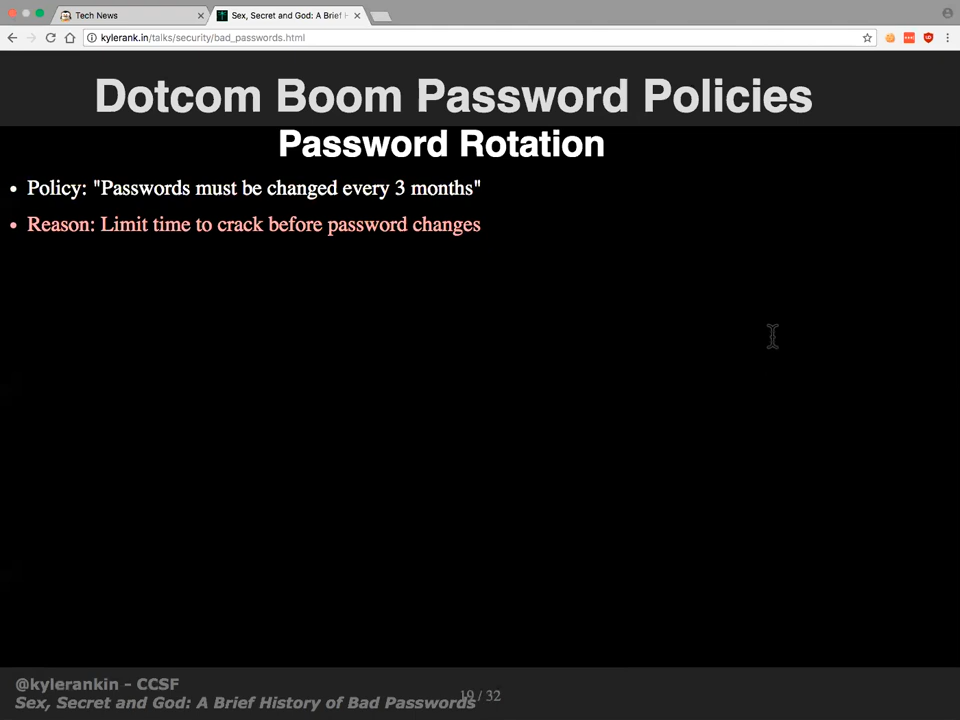 Tech News
Sex, Secret and God: A Brief H
kylerank.in/talks/security/bad_passwords.html
Dotcom Boom Password Policies
Password Rotation
• Policy: "Passwords must be changed every 3 months"
• Reason: Limit time to crack before password changes
@kylerankin - CCSF
Sex, Secret and God: A Brief History of Bad Passwords
19 / 32